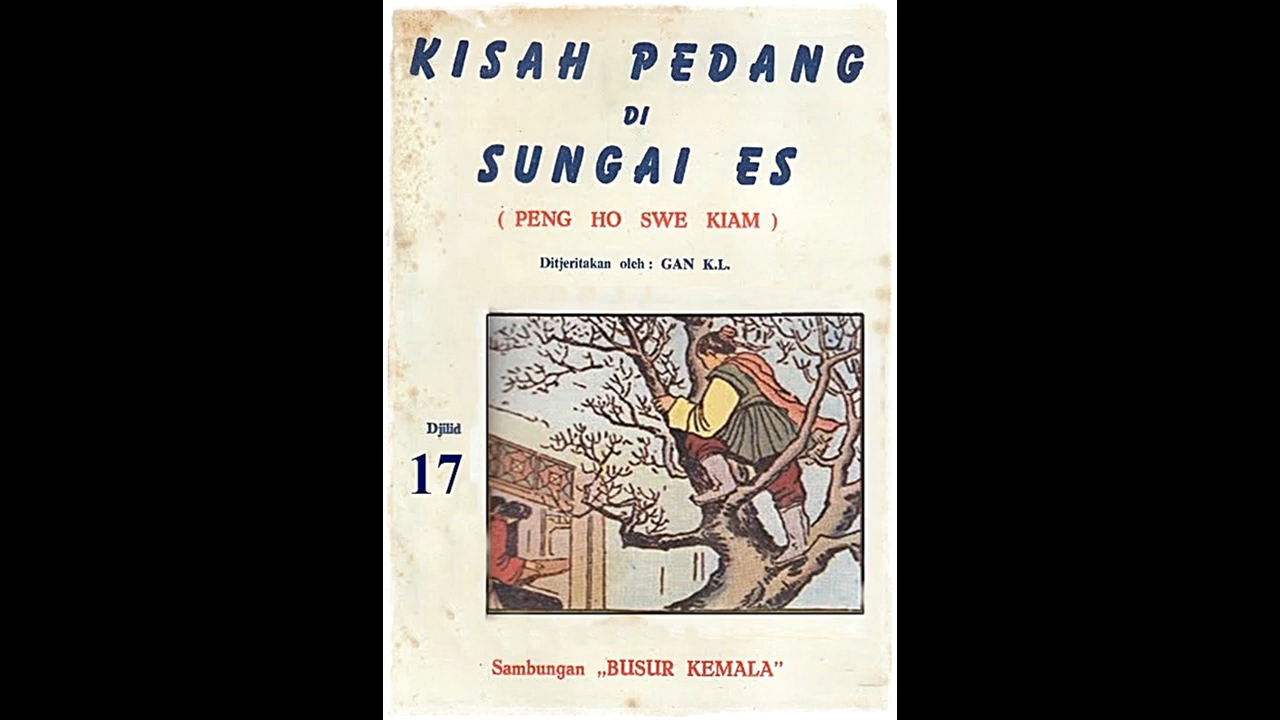 KISAH PEDANG
DI
SUNGAI ES
( PENG HO SWE KIAM )
Ditjeritakan oleh : GAN K.L.
Djilid
17
Sambungan „BUSUR KEMALA”